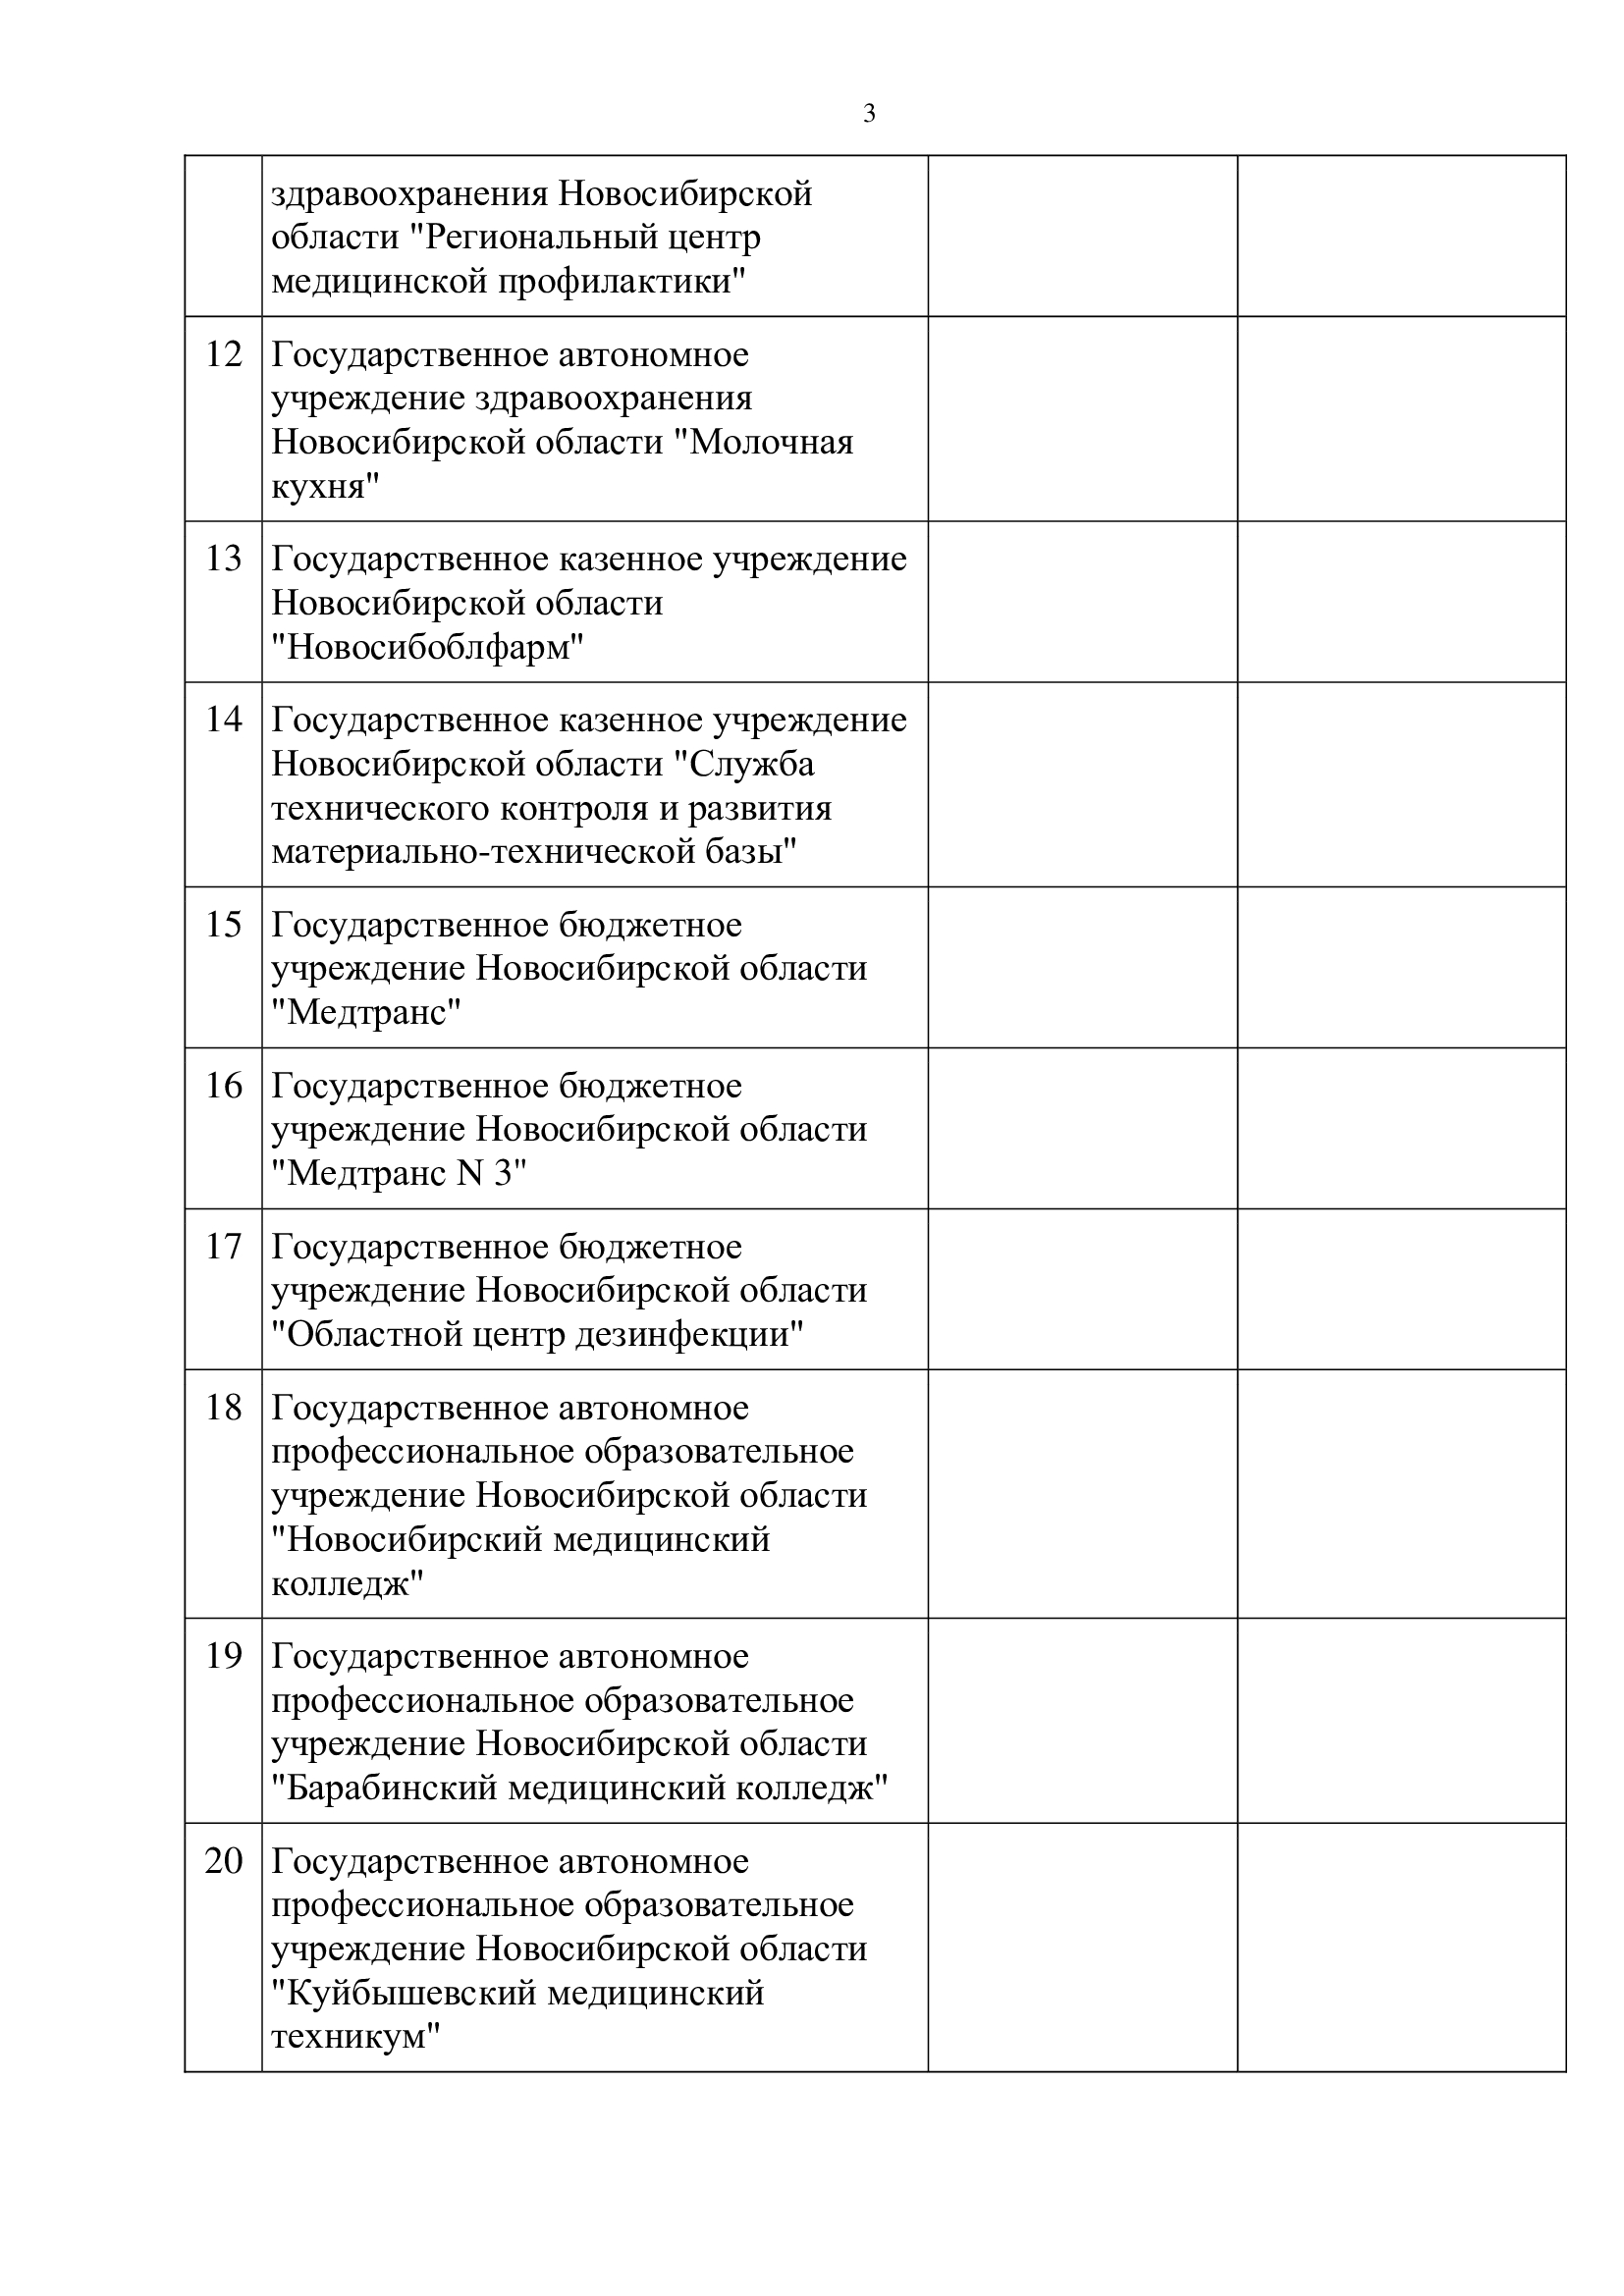 3
здравоохранения Новосибирской
области "Региональный центр
медицинской профилактики"
12 Государственное автономное
учреждение здравоохранения
Новосибирской области "Молочная
кухня"
13 Государственное казенное учреждение
Новосибирской области
"Новосибоблфарм"
14 Государственное казенное учреждение
Новосибирской области "Служба
технического контроля и развития
материально-технической базы"
15 Государственное бюджетное
учреждение Новосибирской области
"Медтранс"
16 Государственное бюджетное
учреждение Новосибирской области
"Медтранс N 3"
17 Государственное бюджетное
учреждение Новосибирской области
"Областной центр дезинфекции"
18 Государственное автономное
профессиональное образовательное
учреждение Новосибирской области
"Новосибирский медицинский
колледж"
19 Государственное автономное
профессиональное образовательное
учреждение Новосибирской области
"Барабинский медицинский колледж"
20 Государственное автономное
профессиональное образовательное
учреждение Новосибирской области
"Куйбышевский медицинский
техникум"